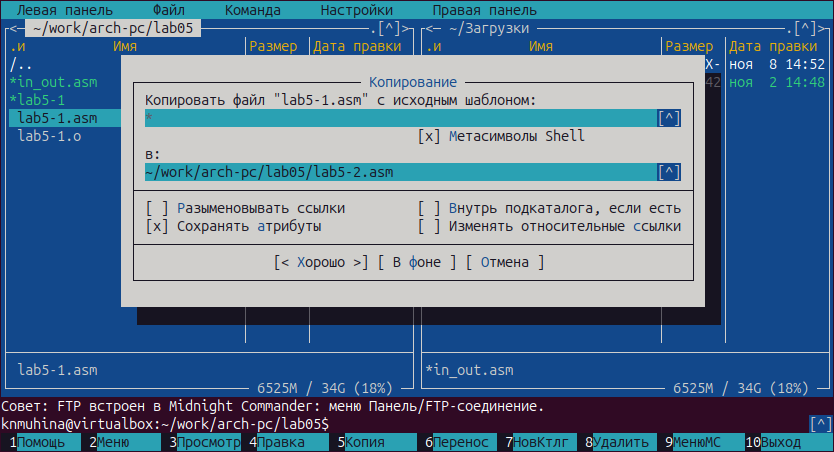 Левая панель Файл Команда Настройки Правая панель
<─ ~/work/arch-pc/lab05 .[^]> <─ ~/Загрузки .[^]>
.и Имя Размер Дата правки .и Имя Размер Дата правки
/.. X- ноя 8 14:52
*in_out.asm 42 ноя 2 14:48
*lab5-1
lab5-1.asm
lab5-1.o
Копирование
Копировать файл "lab5-1.asm" с исходным шаблоном:
* [^]
[x] Метасимволы Shell
в:
~/work/arch-pc/lab05/lab5-2.asm [^]
[ ] Разыменовывать ссылки [ ] Внутрь подкаталога, если есть
[x] Сохранять атрибуты [ ] Изменять относительные ссылки
[< Хорошо >] [ В фоне ] [ Отмена ]
lab5-1.asm *in_out.asm
6525M / 34G (18%) 6525M / 34G (18%)
Совет: FTP встроен в Midnight Commander: меню Панель/FTP-соединение.
knmuhina@virtualbox:~/work/arch-pc/lab05$ [^]
1Помощь 2Меню 3Просмотр 4Правка 5Копия 6Перенос 7НовКтлг 8Удалить 9МенюМС 10Выход